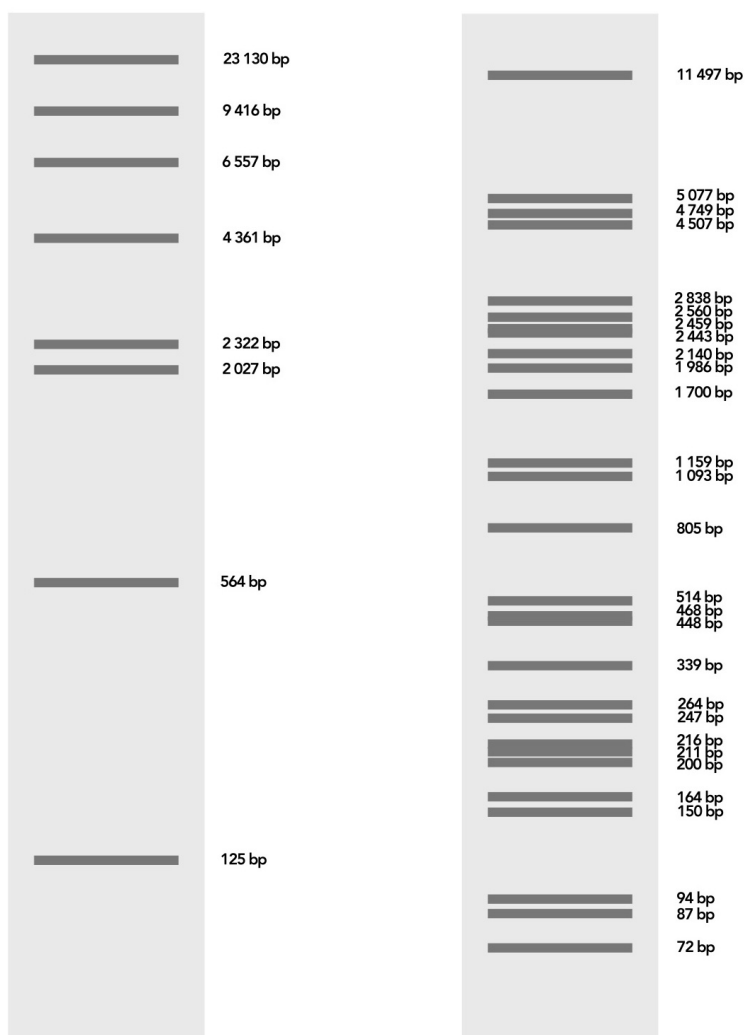 23 130 bp
9 416 bp
6 557 bp
4 361 bp
2 322 bp
2 027 bp
564 bp
125 bp
11 497 bp
5 077 bp
4 749 bp
4 507 bp
2 838 bp
2 560 bp
2 459 bp
2 443 bp
2 140 bp
1 986 bp
1 700 bp
1 159 bp
1 093 bp
805 bp
514 bp
468 bp
448 bp
339 bp
264 bp
247 bp
216 bp
211 bp
200 bp
164 bp
150 bp
94 bp
87 bp
72 bp